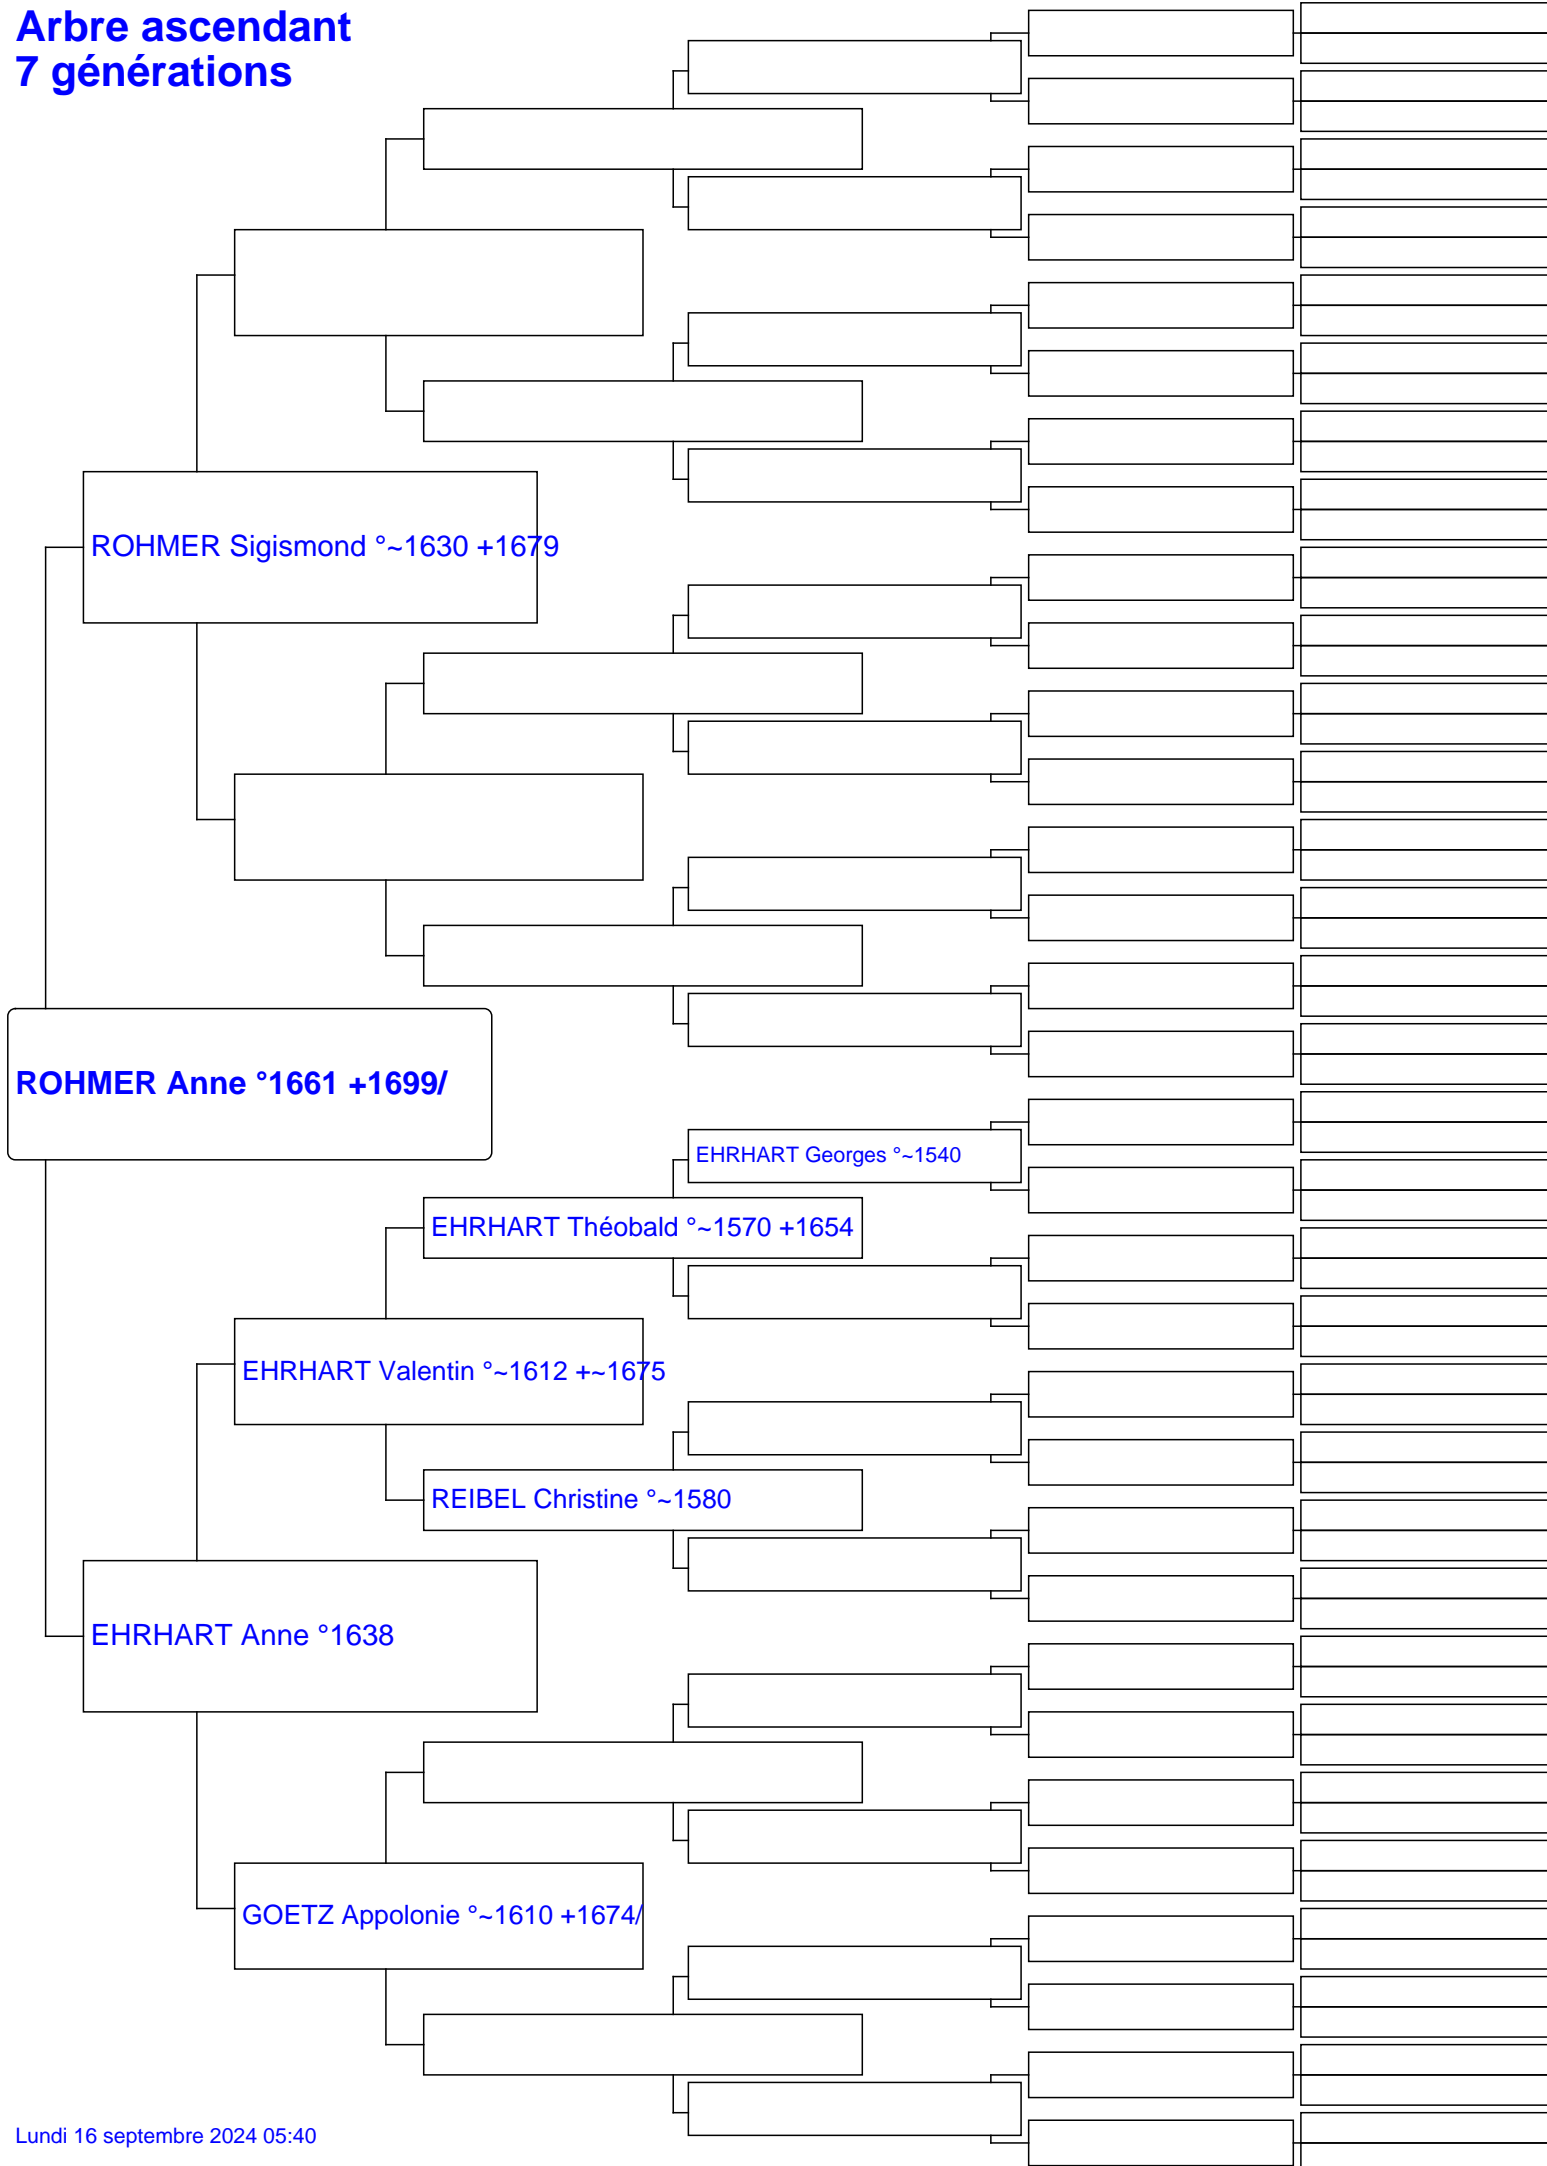 Arbre ascendant
7 générations
ROHMER Sigismond °~1630 +1679
ROHMER Anne °1661 +1699/
EHRHART Georges °~1540
EHRHART Théobald °~1570 +1654
EHRHART Valentin °~1612 +~1675
REIBEL Christine °~1580
EHRHART Anne °1638
GOETZ Appolonie °~1610 +1674/
Lundi 16 septembre 2024 05:40